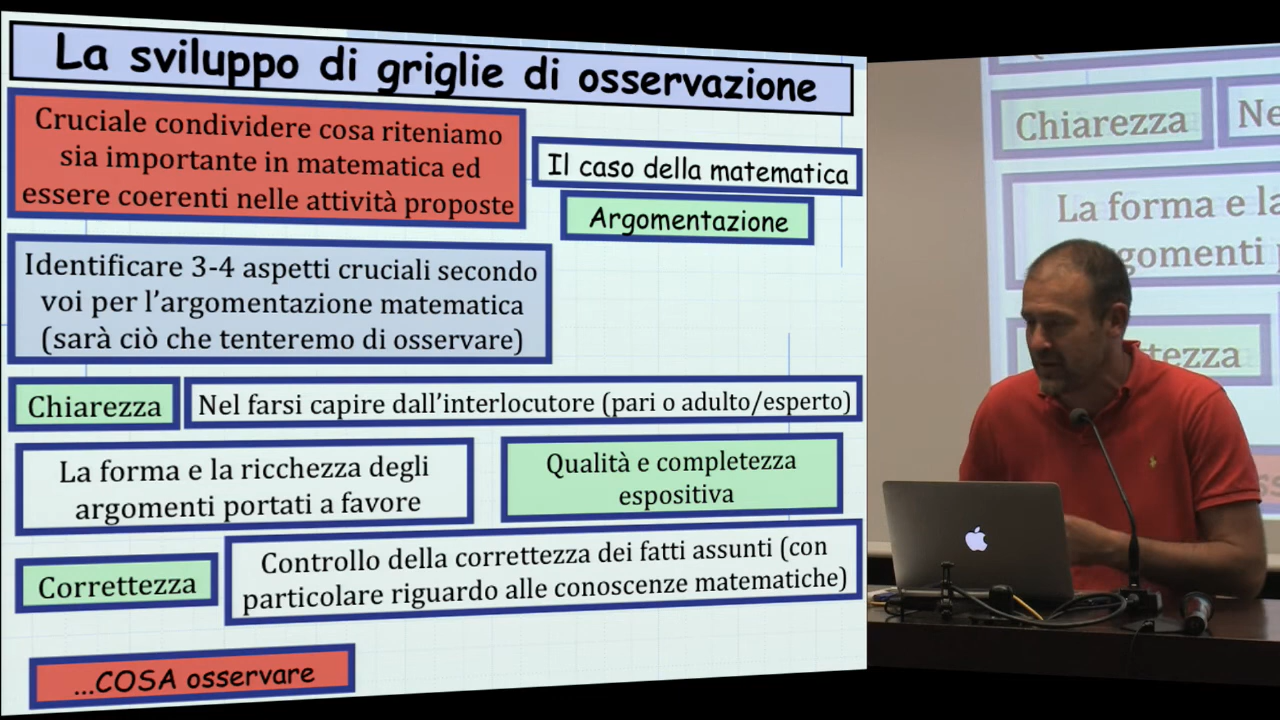 La sviluppo di griglie di osservazione
Cruciale condividere cosa riteniamo
sia importante in matematica ed
essere coerenti nelle attività proposte
Il caso della matematica
Argomentazione
Identificare 3-4 aspetti cruciali secondo
voi per l'argomentazione matematica
(sarà ciò che tenteremo di osservare)
Chiarezza
Nel farsi capire dall'interlocutore (pari o adulto/esperto)
La forma e la ricchezza degli
argomenti portati a favore
Qualità e completezza
espositiva
Correttezza
Controllo della correttezza dei fatti assunti (con
particolare riguardo alle conoscenze matematiche)
...COSA osservare
Chiarezza
Ne
La forma e la
gomenti
tezza